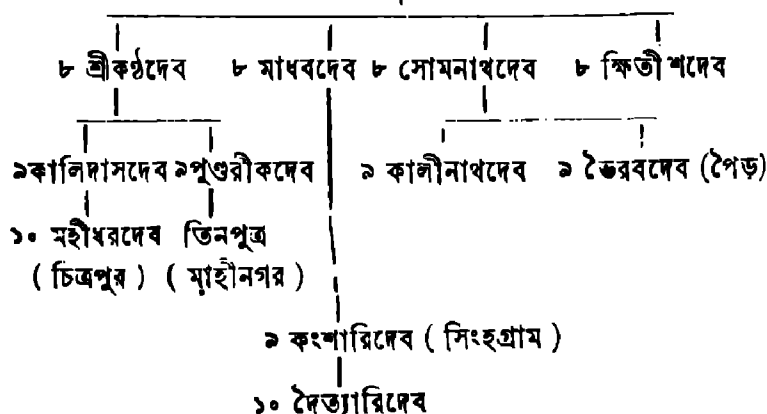 ৮ শ্রীকণ্ঠদেব ৮ মাধবদেব ৮ সোমনাথদেব ৮ ক্ষিতীশদেব
৯কালিদাসদেব ৯পুণ্ডরীকদেব ৯ কালীনাথদেব ৯ ভৈরবদেব (পৈড়)
১০ মহীধরদেব তিনপুত্র
( চিত্রপুর ) ( মাহীনগর )
৯ কংশারিদেব ( সিংহগ্রাম )
১০ দৈত্যারিদেব